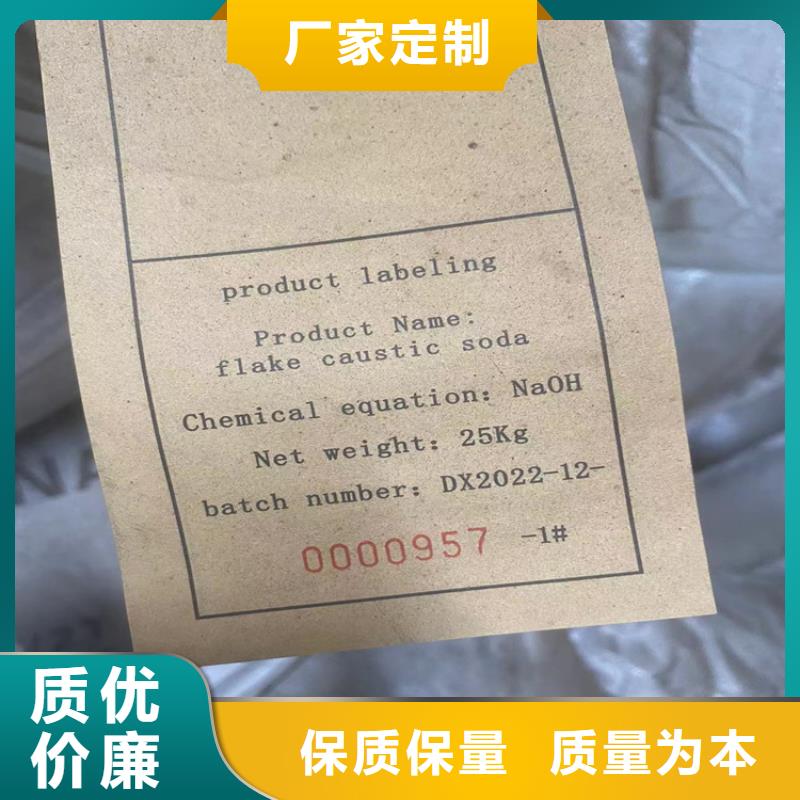 厂家定制
product labeling
Product Name:
flake caustic soda
Chemical equation: NaOH
Net weight: 25Kg
batch number: DX2022-12-
0000957 -1#
质优
价廉
保质保量 质量为本